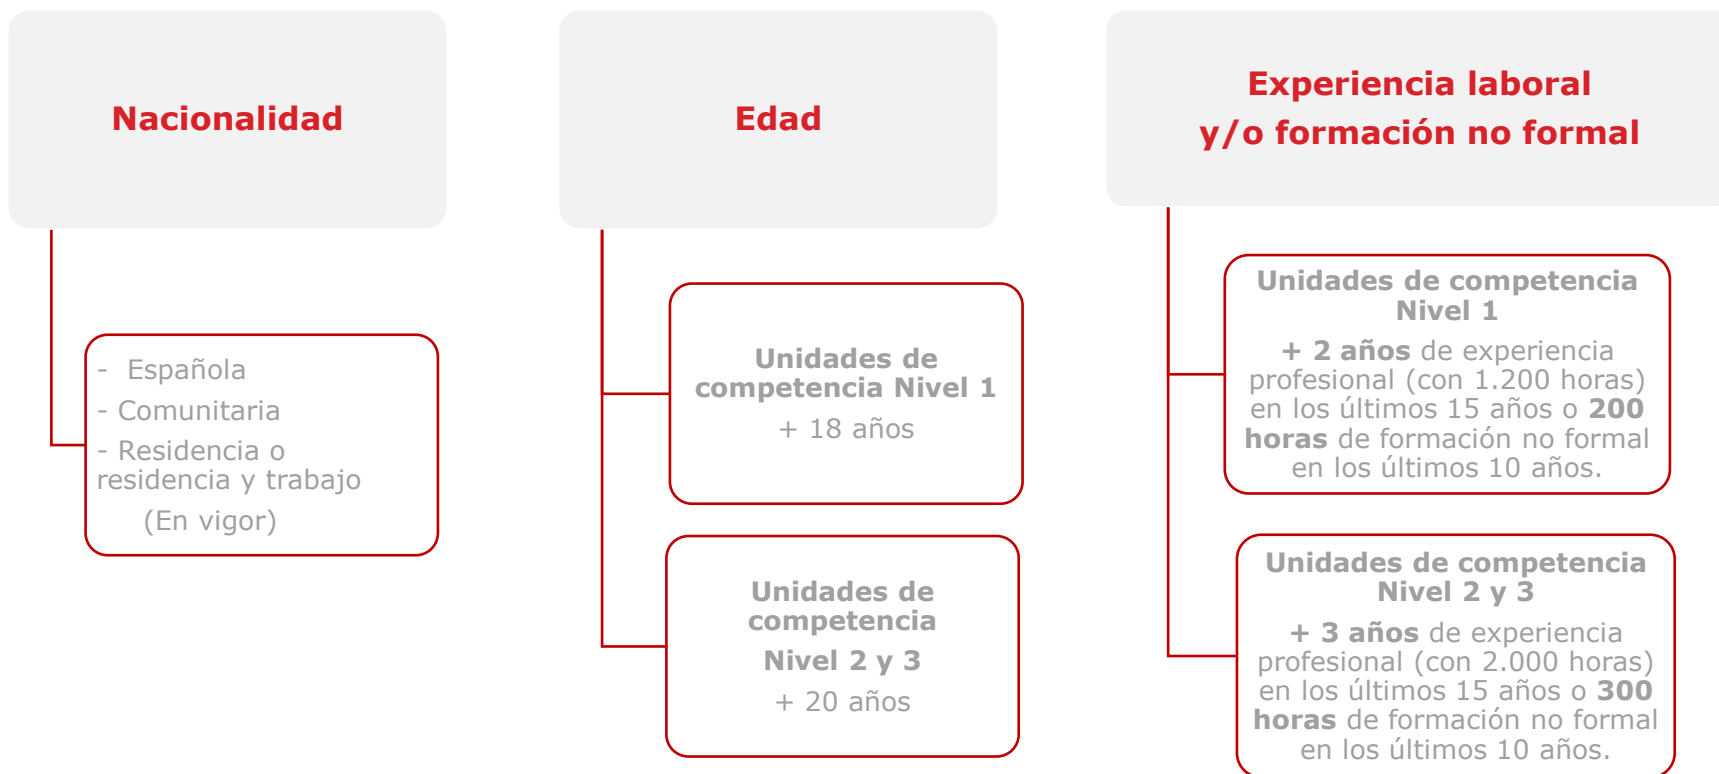 Nacionalidad
- Española
- Comunitaria
- Residencia o
residencia y trabajo
(En vigor)
Edad
Unidades de
competencia Nivel 1
+ 18 años
Unidades de
competencia
Nivel 2 y 3
+ 20 años
Experiencia laboral
y/o formación no formal
Unidades de competencia
Nivel 1
+ 2 años de experiencia
profesional (con 1.200 horas)
en los últimos 15 años o 200
horas de formación no formal
en los últimos 10 años.
Unidades de competencia
Nivel 2 y 3
+ 3 años de experiencia
profesional (con 2.000 horas)
en los últimos 15 años o 300
horas de formación no formal
en los últimos 10 años.